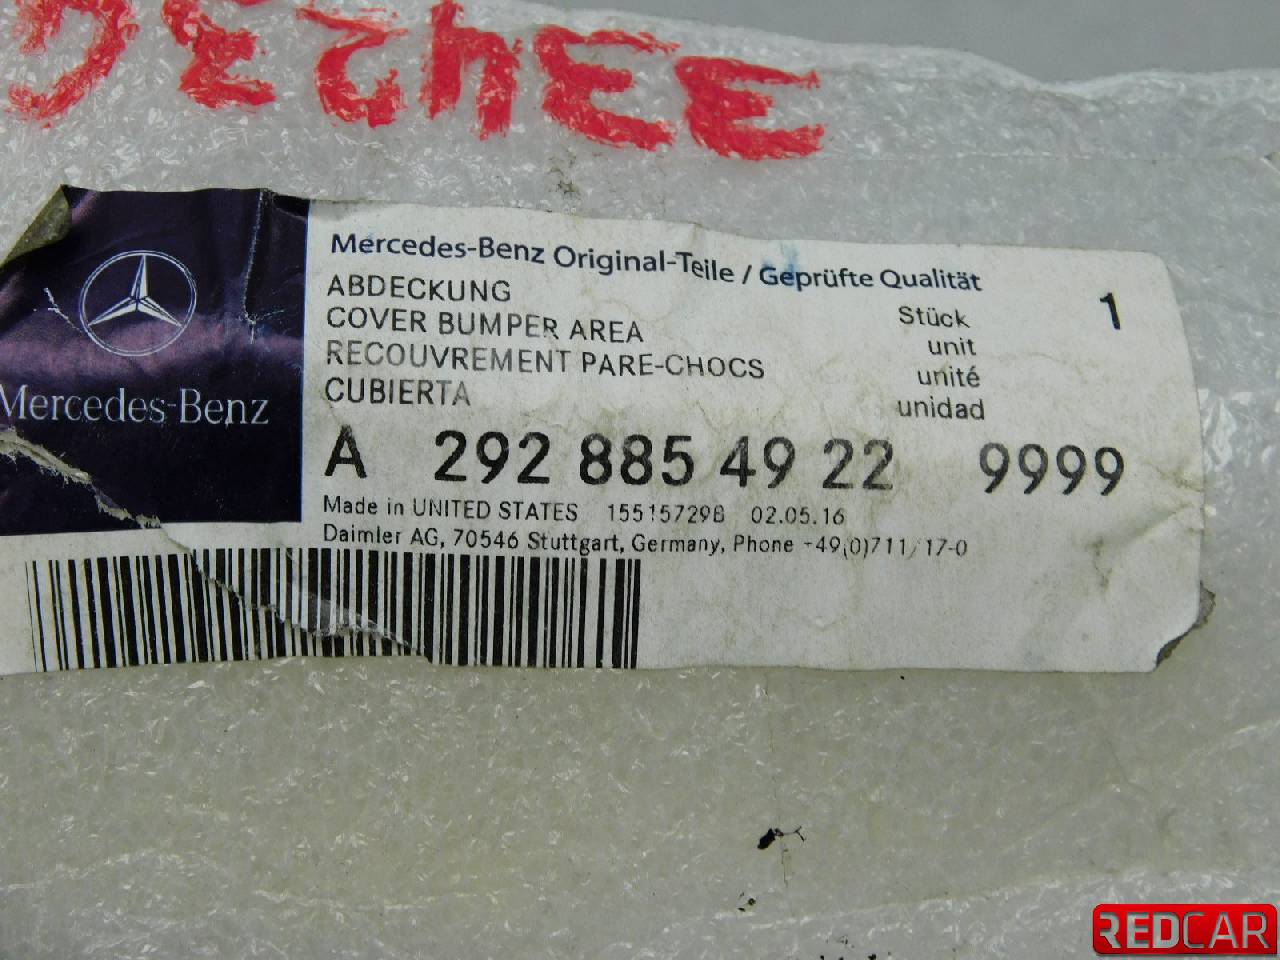 Mercedes-Benz
Mercedes-Benz Original-Teile / Geprüfte Qualität
ABDECKUNG
COVER BUMPER AREA
RECOUVREMENT PARE-CHOCS
CUBIERTA
Stück 1
unit
unité
unidad
A 292 885 49 22 9999
Made in UNITED STATES 15515729B 02.05.16
Daimler AG, 70546 Stuttgart, Germany, Phone +49(0)711/17-0
REDCAR